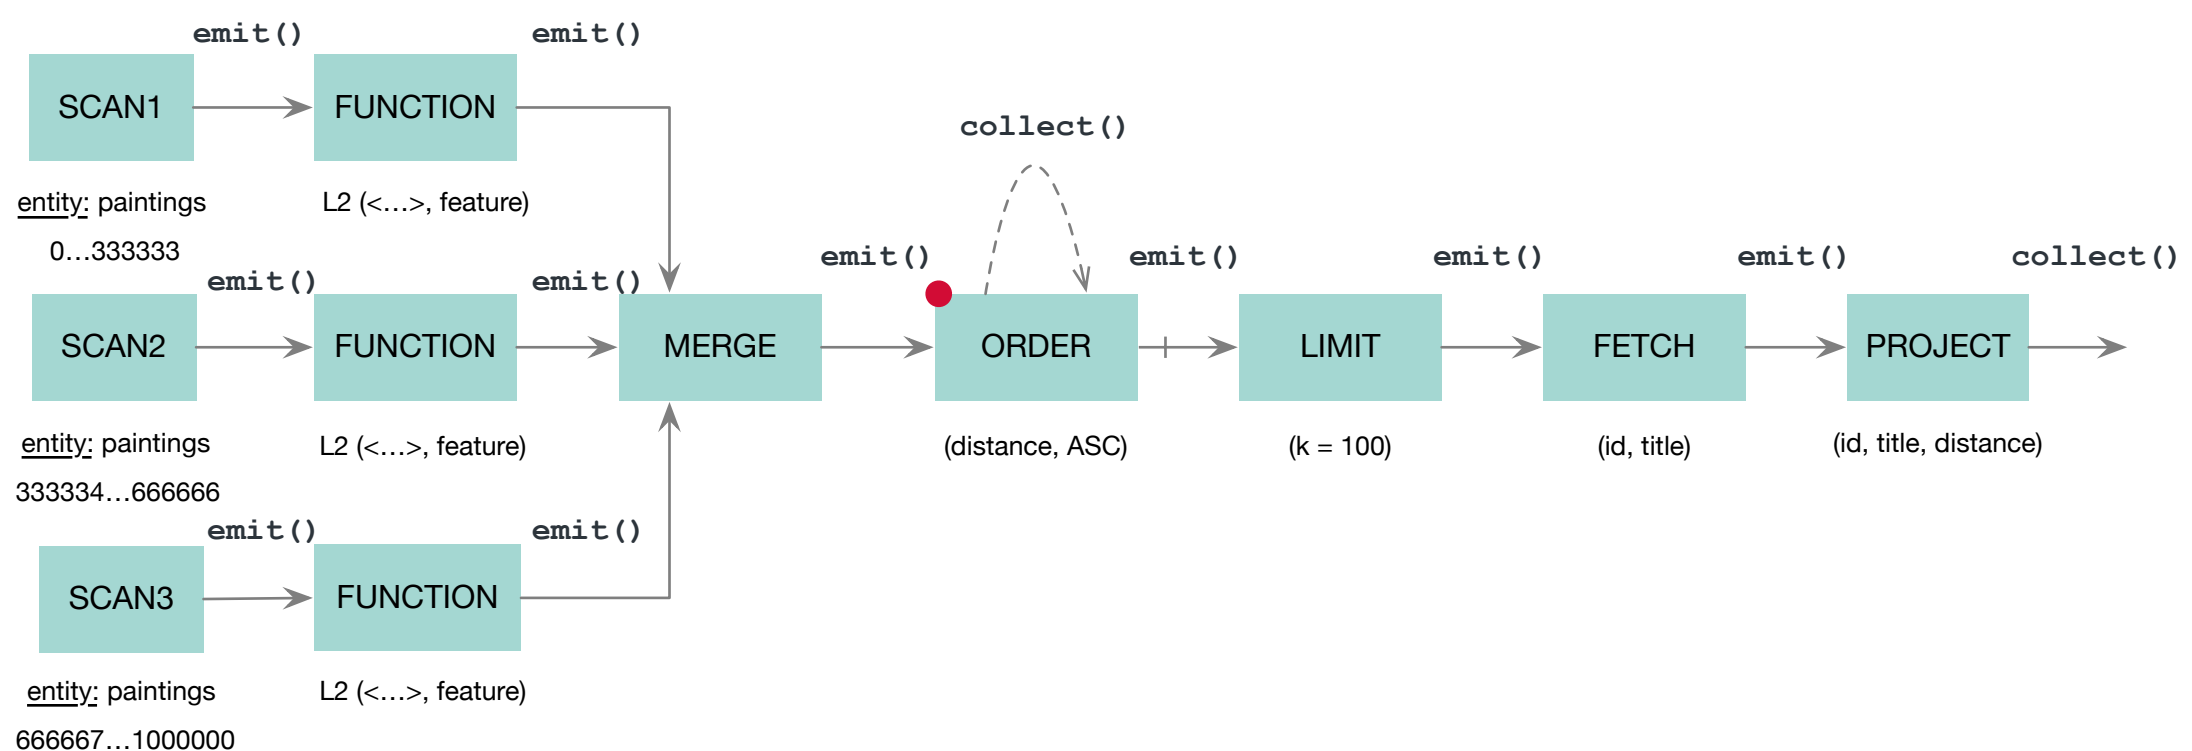 emit()
emit()
SCAN1
FUNCTION
collect()
entity: paintings
L2 (<...>, feature)
0...333333
emit()
emit()
emit()
emit()
emit()
emit()
collect()
SCAN2
FUNCTION
MERGE
ORDER
LIMIT
FETCH
PROJECT
entity: paintings
L2 (<...>, feature)
(distance, ASC)
(k = 100)
(id, title)
(id, title, distance)
333334...666666
emit()
emit()
SCAN3
FUNCTION
entity: paintings
L2 (<...>, feature)
666667...1000000